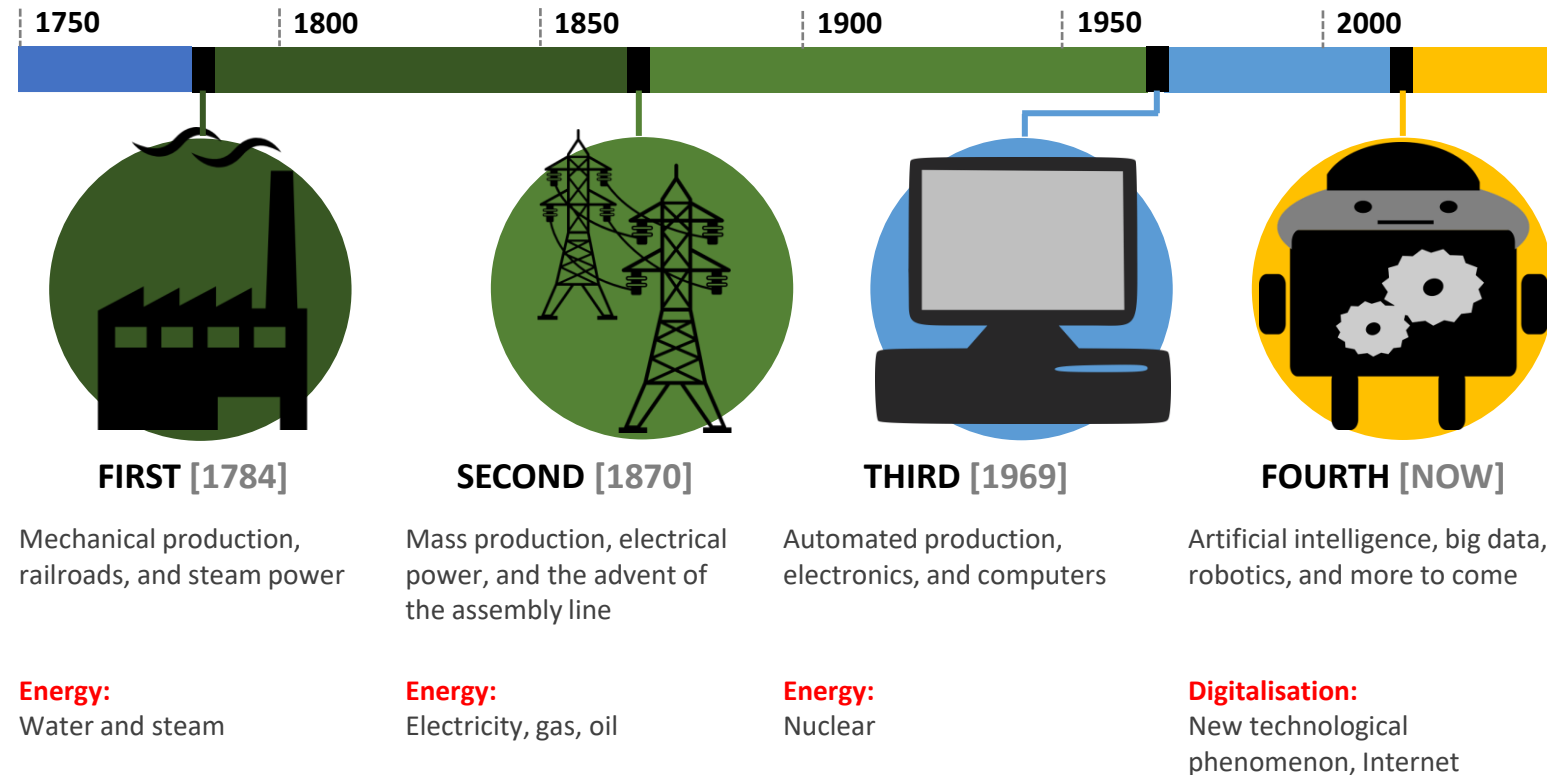 1750 1800 1850 1900 1950 2000
FIRST [1784]
Mechanical production,
railroads, and steam power
Energy:
Water and steam
SECOND [1870]
Mass production, electrical
power, and the advent of
the assembly line
Energy:
Electricity, gas, oil
THIRD [1969]
Automated production,
electronics, and computers
Energy:
Nuclear
FOURTH [NOW]
Artificial intelligence, big data,
robotics, and more to come
Digitalisation:
New technological
phenomenon, Internet